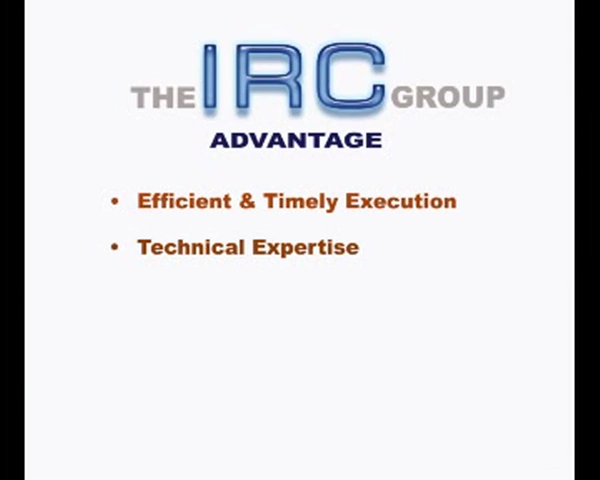 THE IRC GROUP
ADVANTAGE
• Efficient & Timely Execution
• Technical Expertise